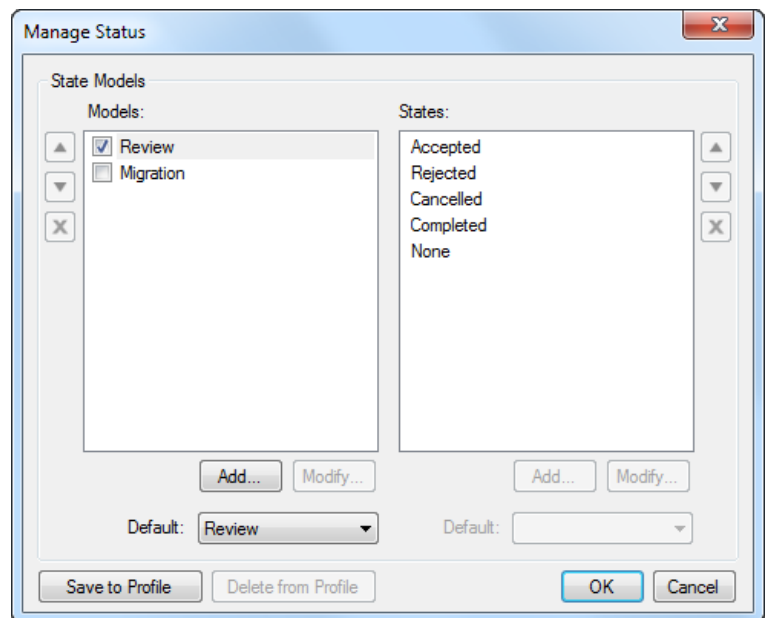 Manage Status
State Models
Models:
States:
Review
Migration
Accepted
Rejected
Cancelled
Completed
None
Add...
Modify...
Add...
Modify...
Default:
Review
Default:
Save to Profile
Delete from Profile
OK
Cancel